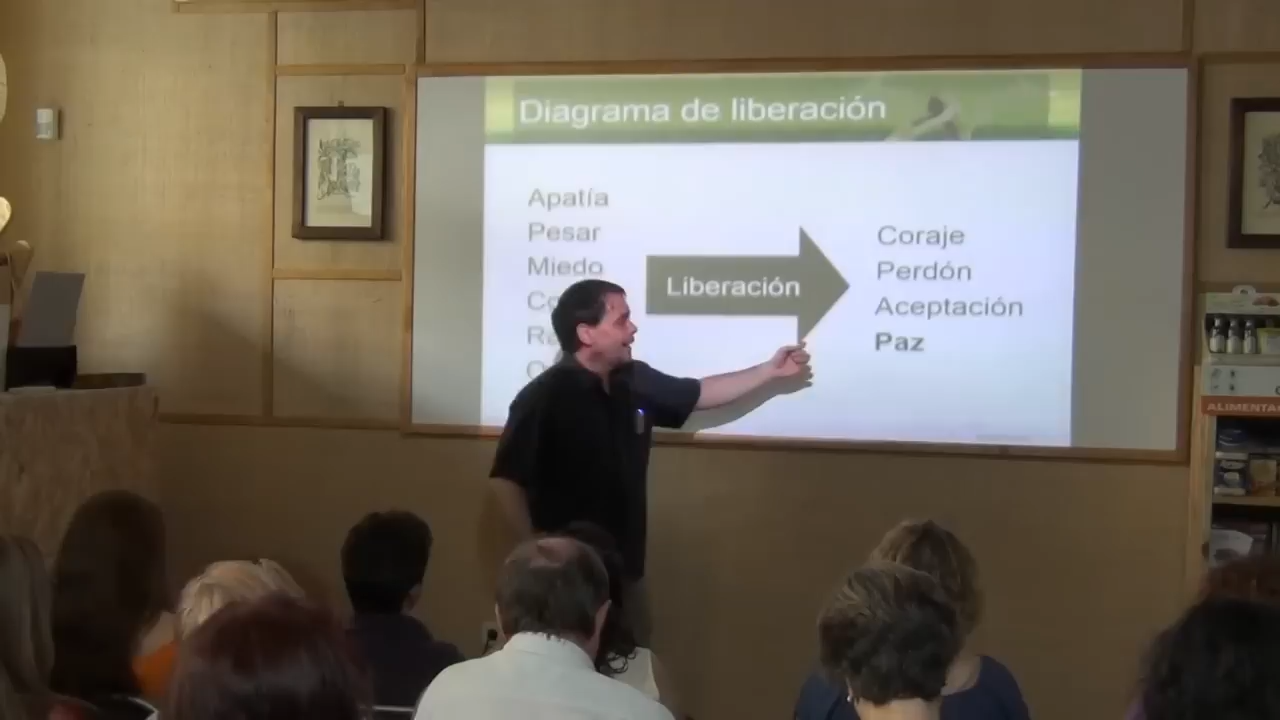 Diagrama de liberación
Apatía
Pesar
Miedo
Liberación
Coraje
Perdón
Aceptación
Paz